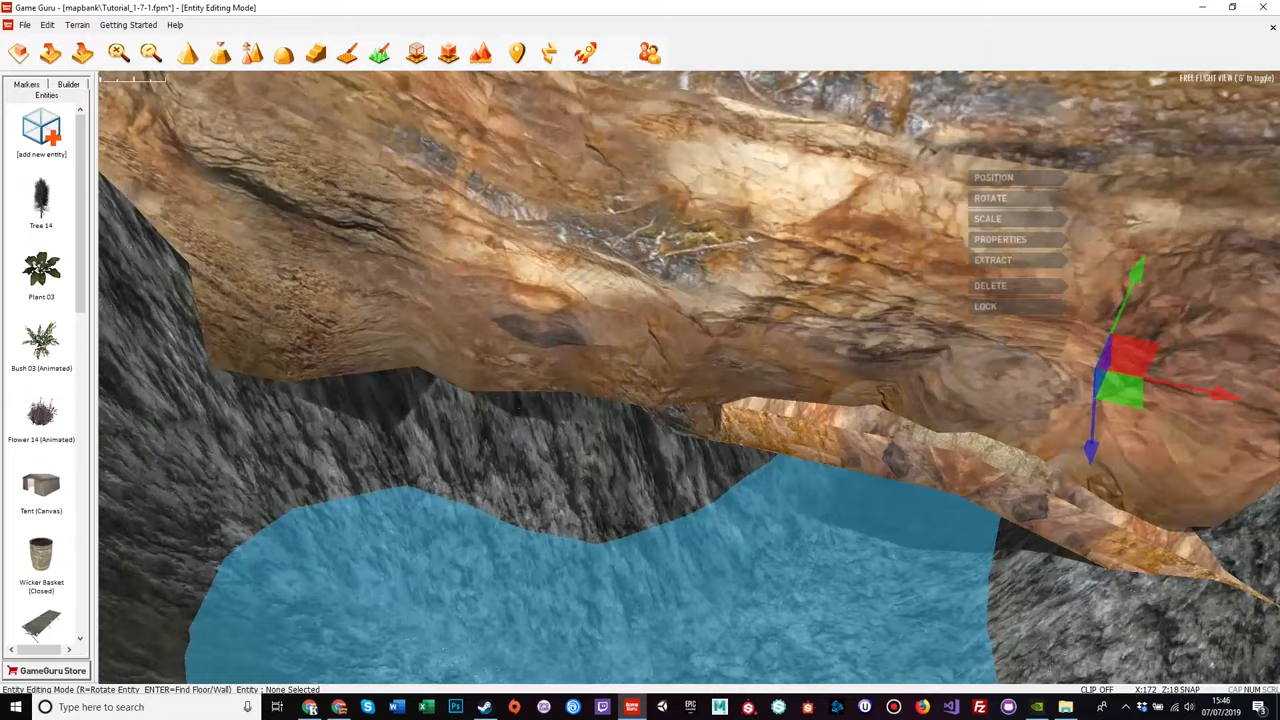 Game Guru - [mapbank\Tutorial_1-7-1.fpm*] - [Entity Editing Mode]
File Edit Terrain Getting Started Help
Markers Builder
Entities
FREE FLIGHT VIEW ('G' to toggle)
[add new entity]
Tree 14
Plant 03
Bush 03 (Animated)
Flower 14 (Animated)
Tent (Canvas)
Wicker Basket
(Closed)
POSITION
ROTATE
SCALE
PROPERTIES
EXTRACT
DELETE
LOCK
GameGuru Store
Entity Editing Mode (R=Rotate Entity ENTER=Find Floor/Wall) Entity : None Selected
CLIP OFF X:172 Z:18 SNAP CAP NUM SCRL
Type here to search
15:46
07/07/2019